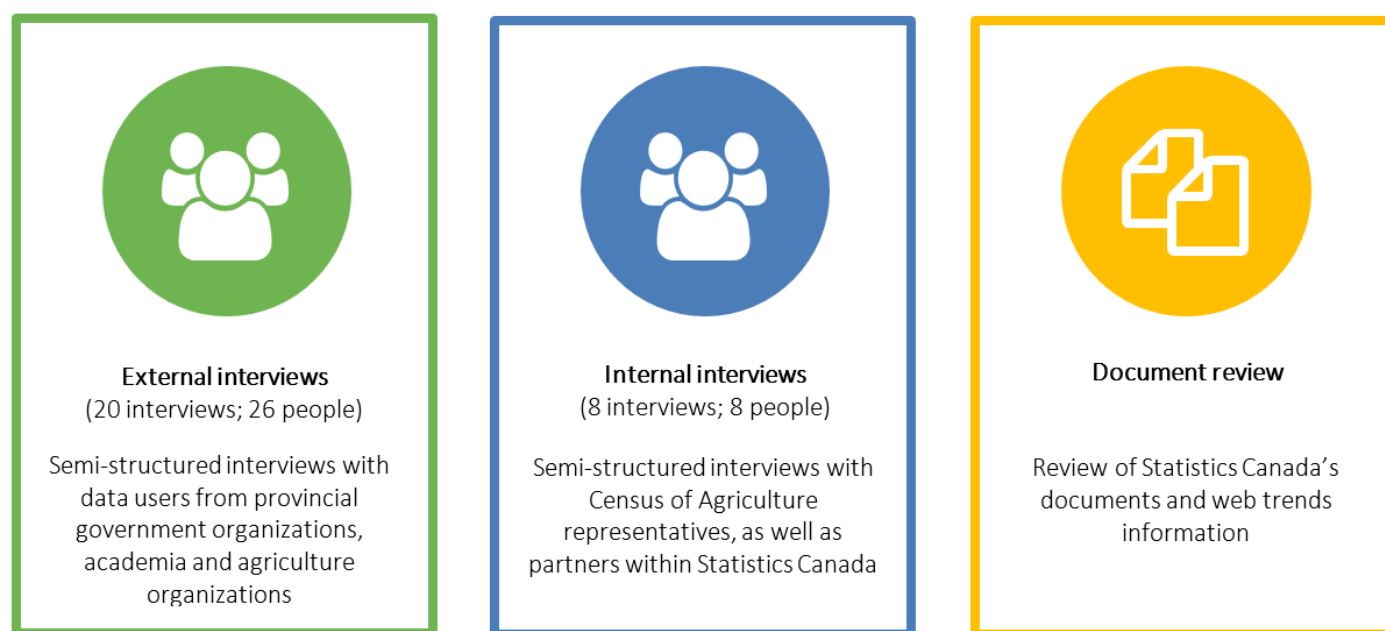 External interviews
(20 interviews; 26 people)
Semi-structured interviews with
data users from provincial
government organizations,
academia and agriculture
organizations
Internal interviews
(8 interviews; 8 people)
Semi-structured interviews with
Census of Agriculture
representatives, as well as
partners within Statistics Canada
Document review
Review of Statistics Canada’s
documents and web trends
information